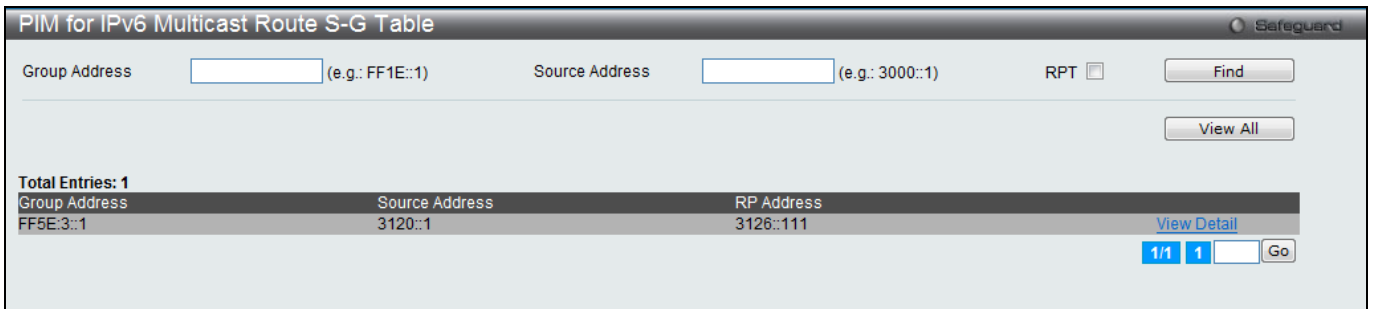 PIM for IPv6 Multicast Route S-G Table Safeguard
Group Address (e.g.: FF1E::1) Source Address (e.g.: 3000::1) RPT Find
View All
Total Entries: 1
Group Address Source Address RP Address
FF5E:3::1 3120::1 3126::111 View Detail
1/1 1 Go